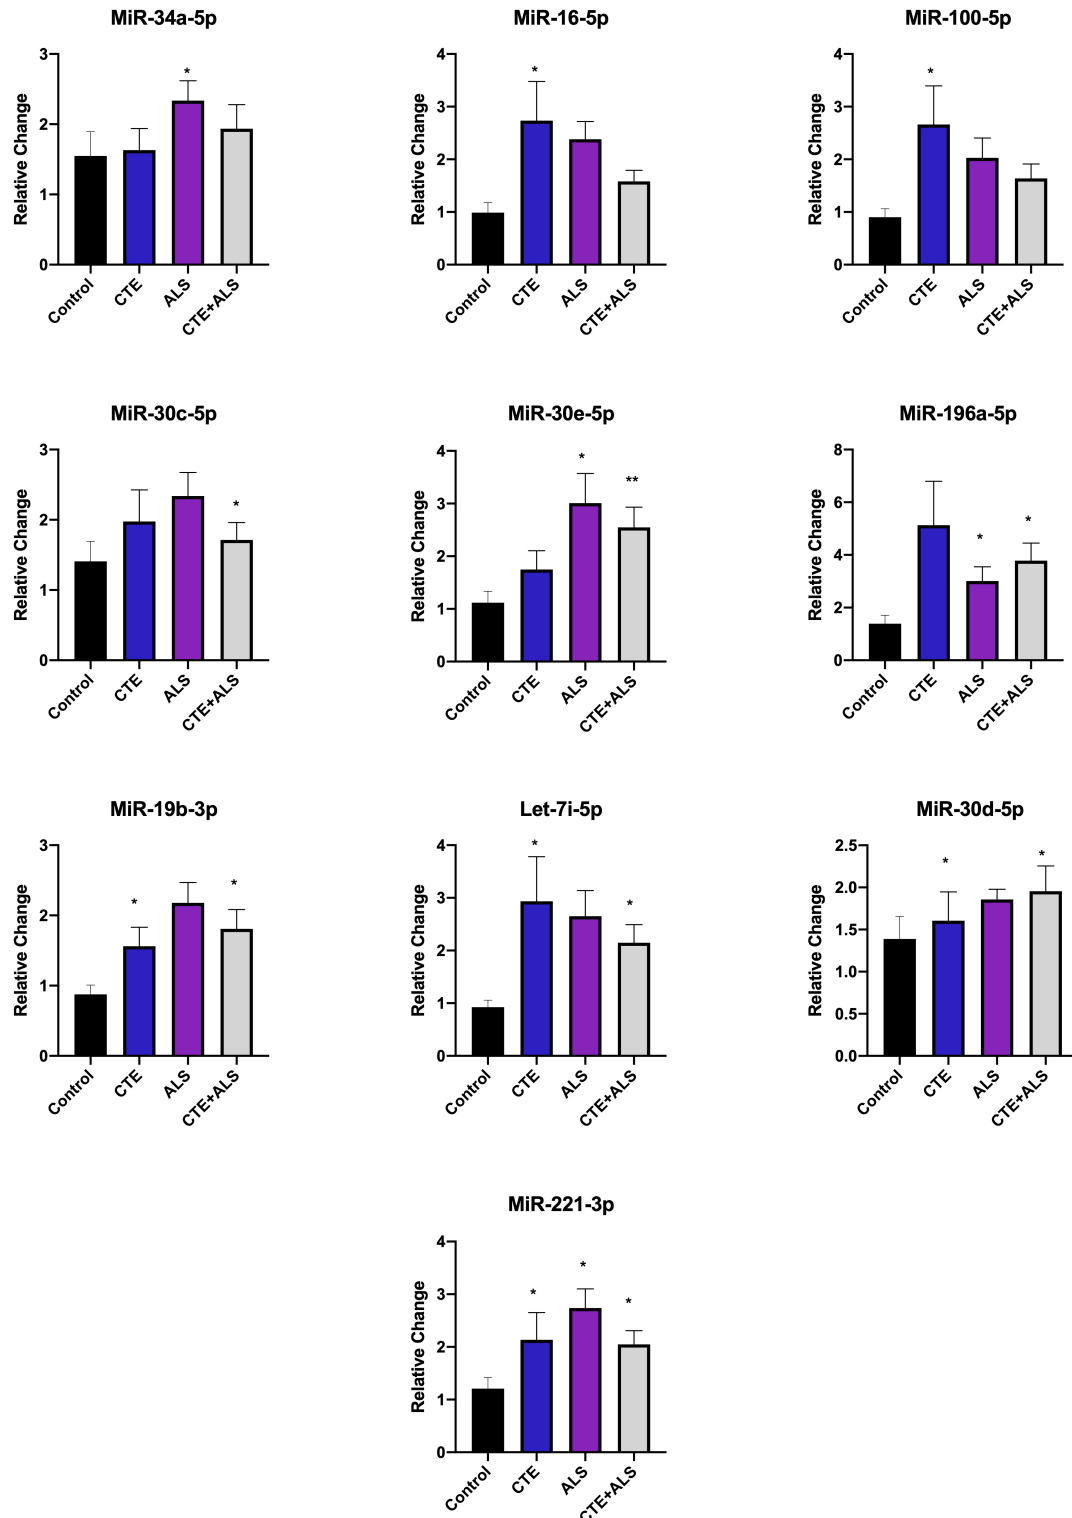 MiR-34a-5p
Relative Change
3
2
1
0
*
Control
CTE
ALS
CTE+ALS
MiR-16-5p
Relative Change
4
3
2
1
0
*
Control
CTE
ALS
CTE+ALS
MiR-100-5p
Relative Change
4
3
2
1
0
*
Control
CTE
ALS
CTE+ALS
MiR-30c-5p
Relative Change
3
2
1
0
*
Control
CTE
ALS
CTE+ALS
MiR-30e-5p
Relative Change
4
3
2
1
0
*
**
Control
CTE
ALS
CTE+ALS
MiR-196a-5p
Relative Change
8
6
4
2
0
*
*
Control
CTE
ALS
CTE+ALS
MiR-19b-3p
Relative Change
3
2
1
0
*
*
Control
CTE
ALS
CTE+ALS
Let-7i-5p
Relative Change
4
3
2
1
0
*
*
Control
CTE
ALS
CTE+ALS
MiR-30d-5p
Relative Change
2.5
2.0
1.5
1.0
0.5
0.0
*
*
Control
CTE
ALS
CTE+ALS
MiR-221-3p
Relative Change
4
3
2
1
0
*
*
*
Control
CTE
ALS
CTE+ALS